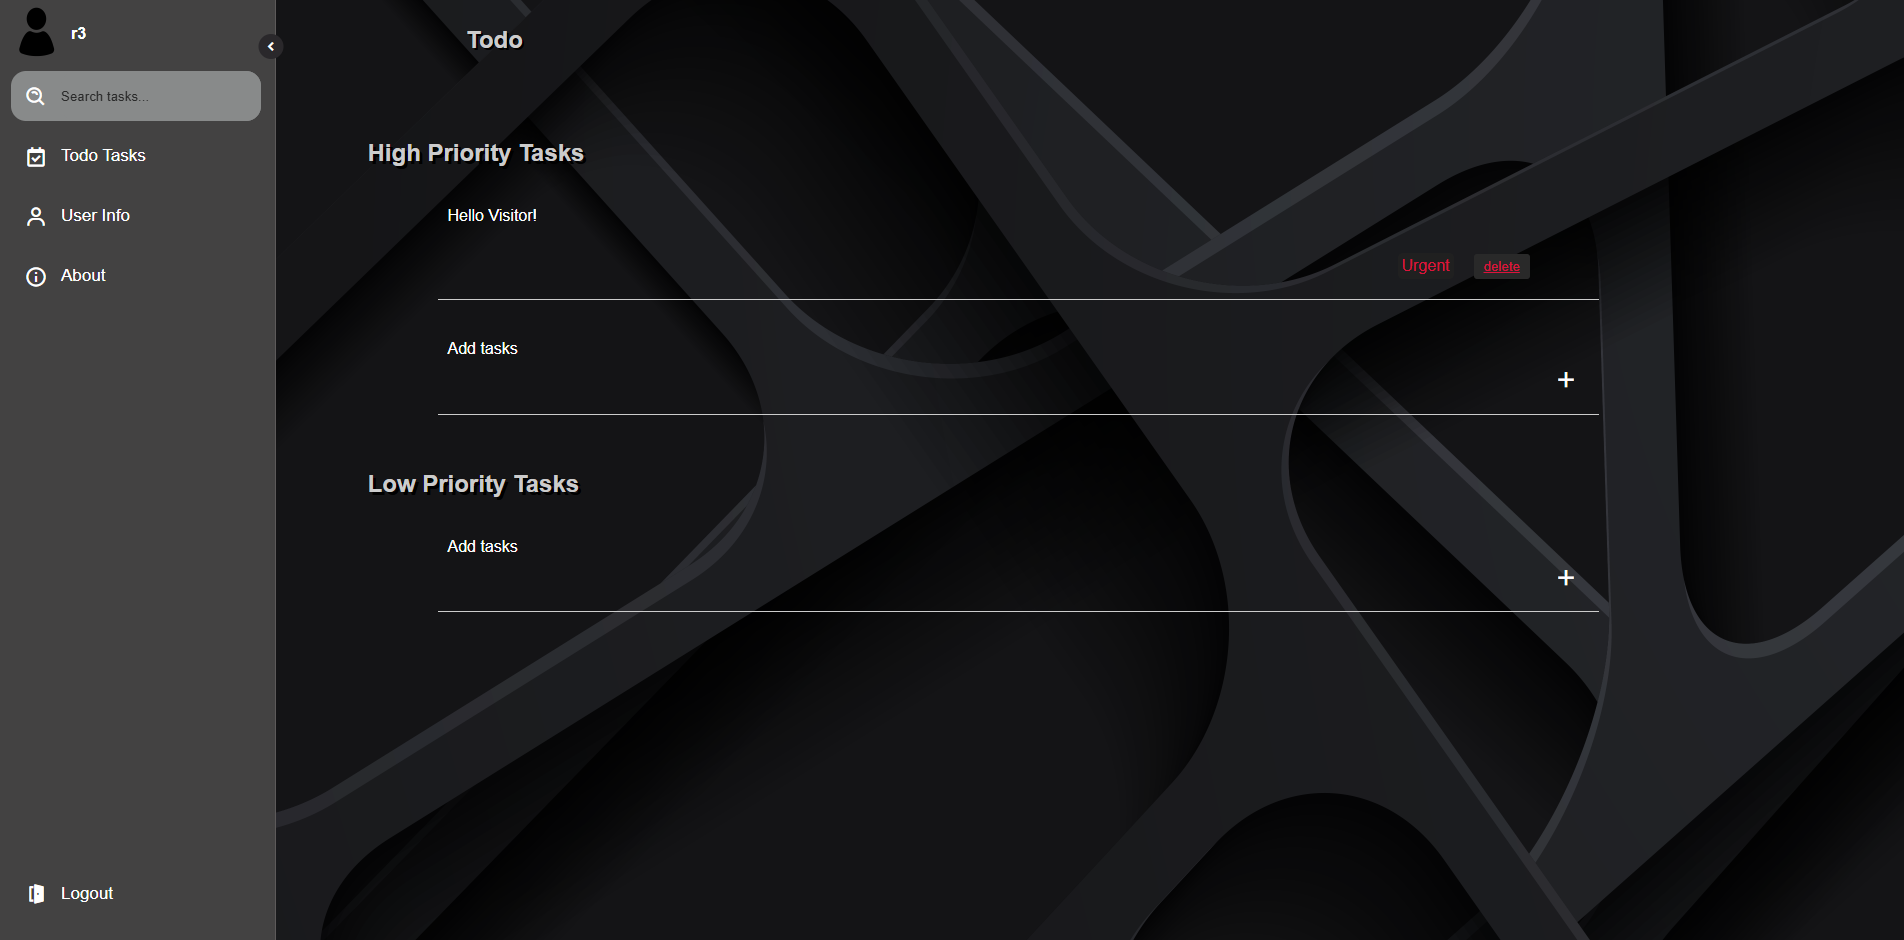 r3
Search tasks...
Todo Tasks
User Info
About
Logout
Todo
High Priority Tasks
Hello Visitor!
Urgent delete
Add tasks
+
Low Priority Tasks
Add tasks
+